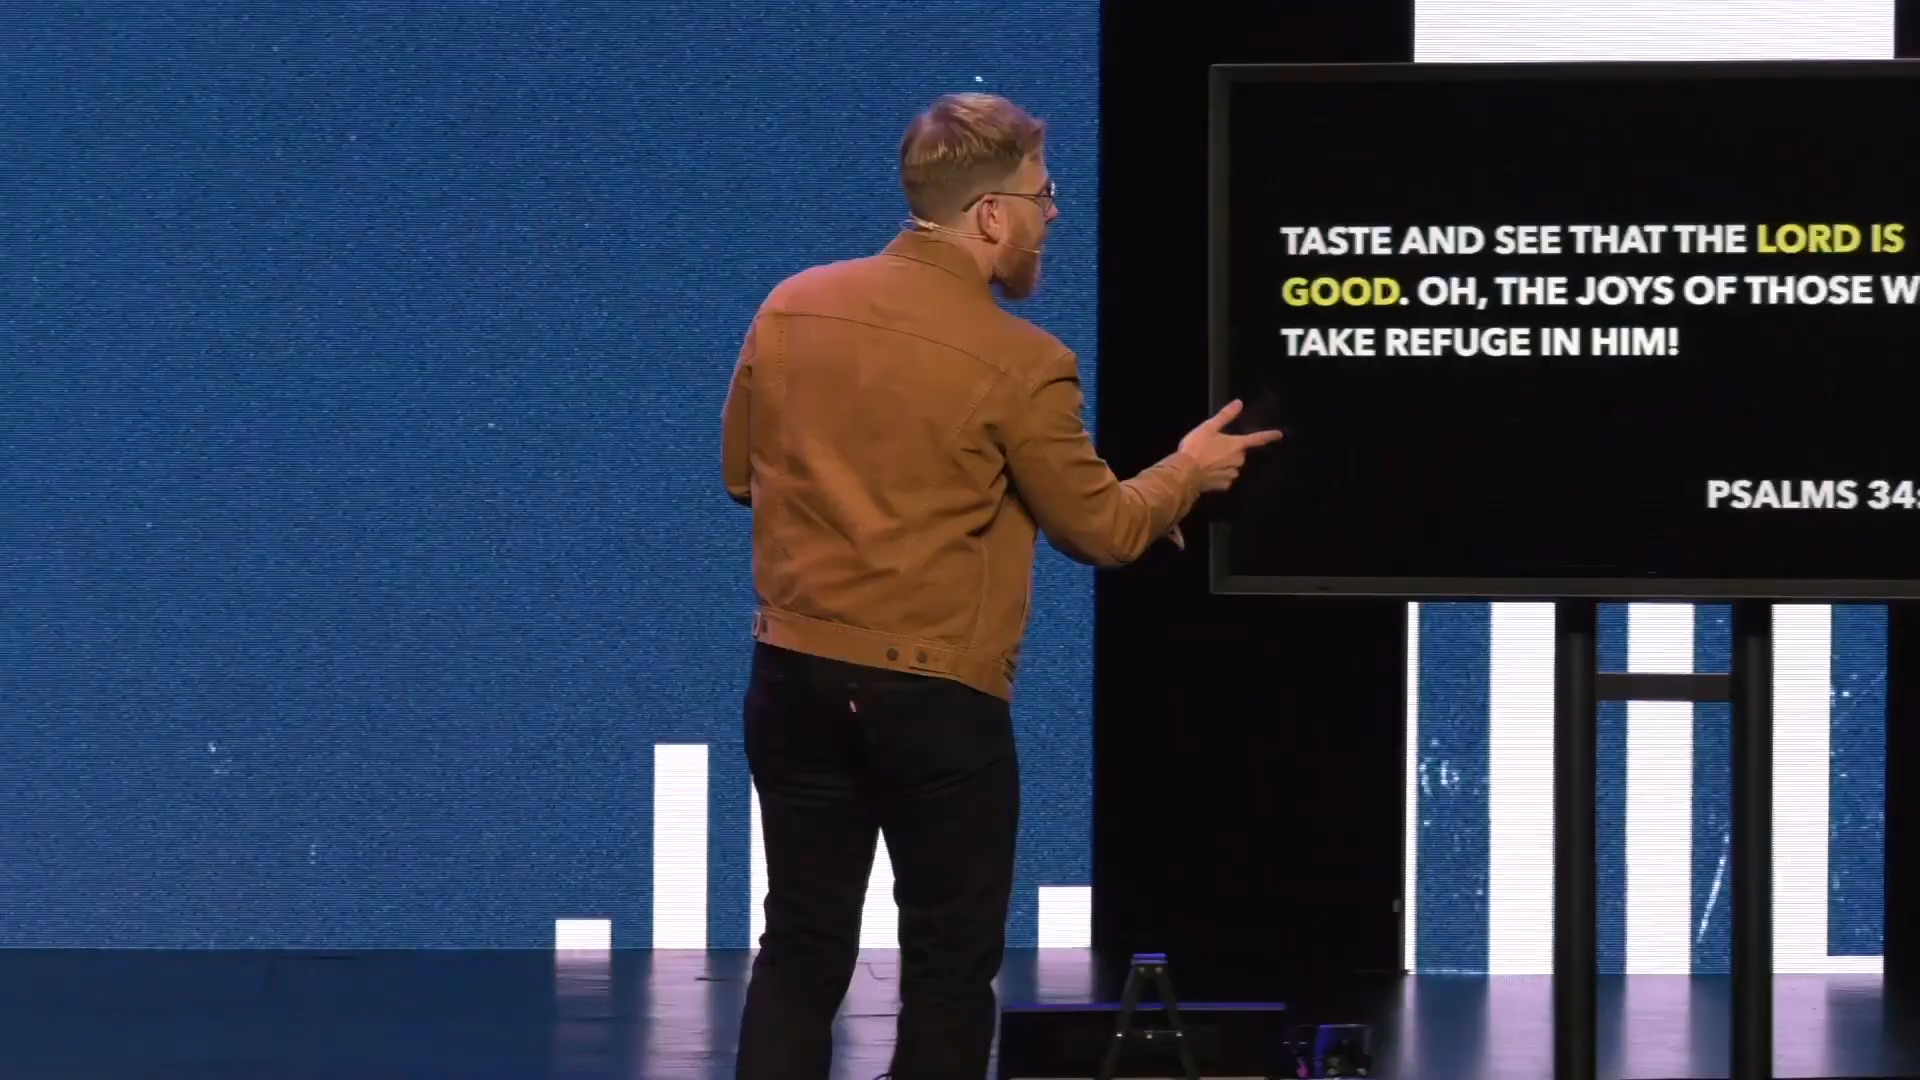 TASTE AND SEE THAT THE LORD IS
GOOD. OH, THE JOYS OF THOSE
TAKE REFUGE IN HIM!
PSALMS 34: